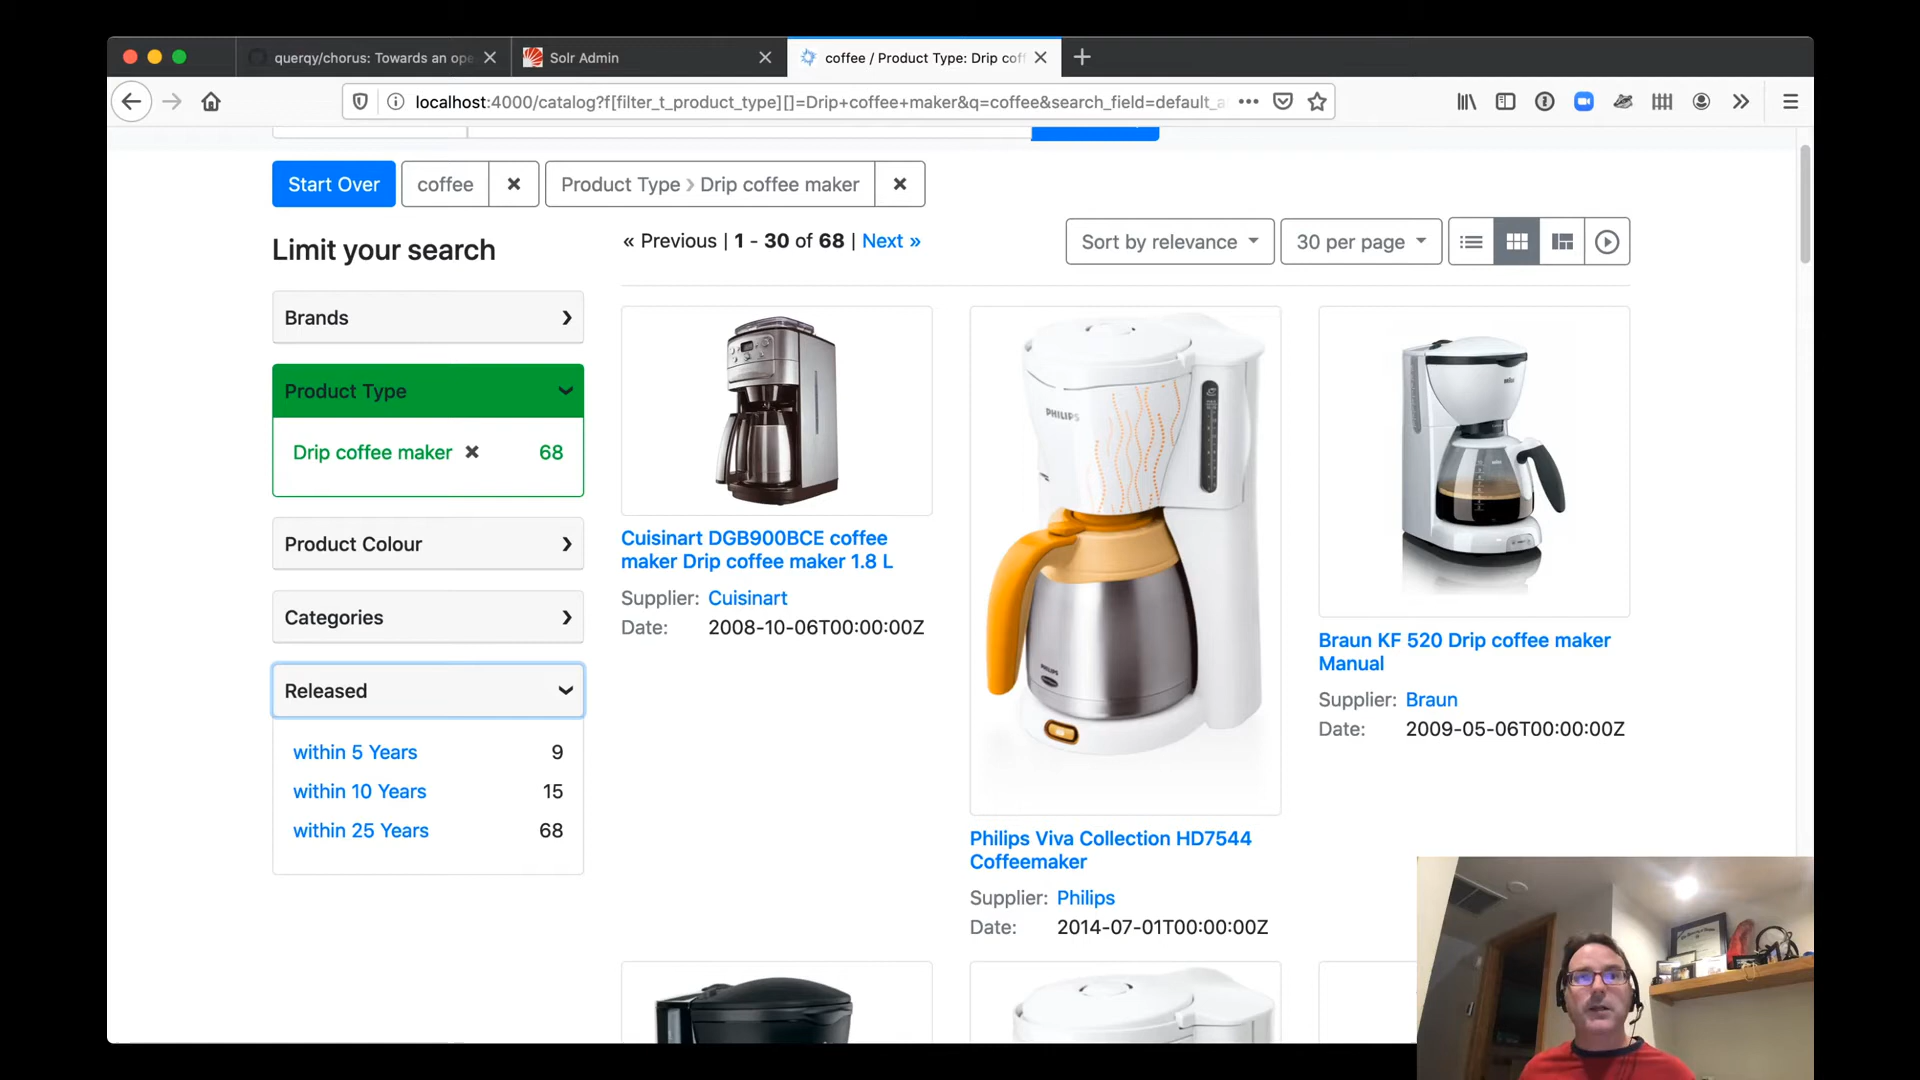 querqy/chorus: Towards an ope
Solr Admin
coffee / Product Type: Drip cof
localhost:4000/catalog?f[filter_t_product_type][]=Drip+coffee+maker&q=coffee&search_field=default_a
Start Over
coffee
Product Type
Drip coffee maker
« Previous | 1 - 30 of 68 | Next »
Sort by relevance
30 per page
Limit your search
Brands
Product Type
Drip coffee maker 68
Product Colour
Categories
Released
within 5 Years 9
within 10 Years 15
within 25 Years 68
Cuisinart DGB900BCE coffee
maker Drip coffee maker 1.8 L
Supplier: Cuisinart
Date: 2008-10-06T00:00:00Z
PHILIPS
PHILIPS
Philips Viva Collection HD7544
Coffeemaker
Supplier: Philips
Date: 2014-07-01T00:00:00Z
Braun KF 520 Drip coffee maker
Manual
Supplier: Braun
Date: 2009-05-06T00:00:00Z